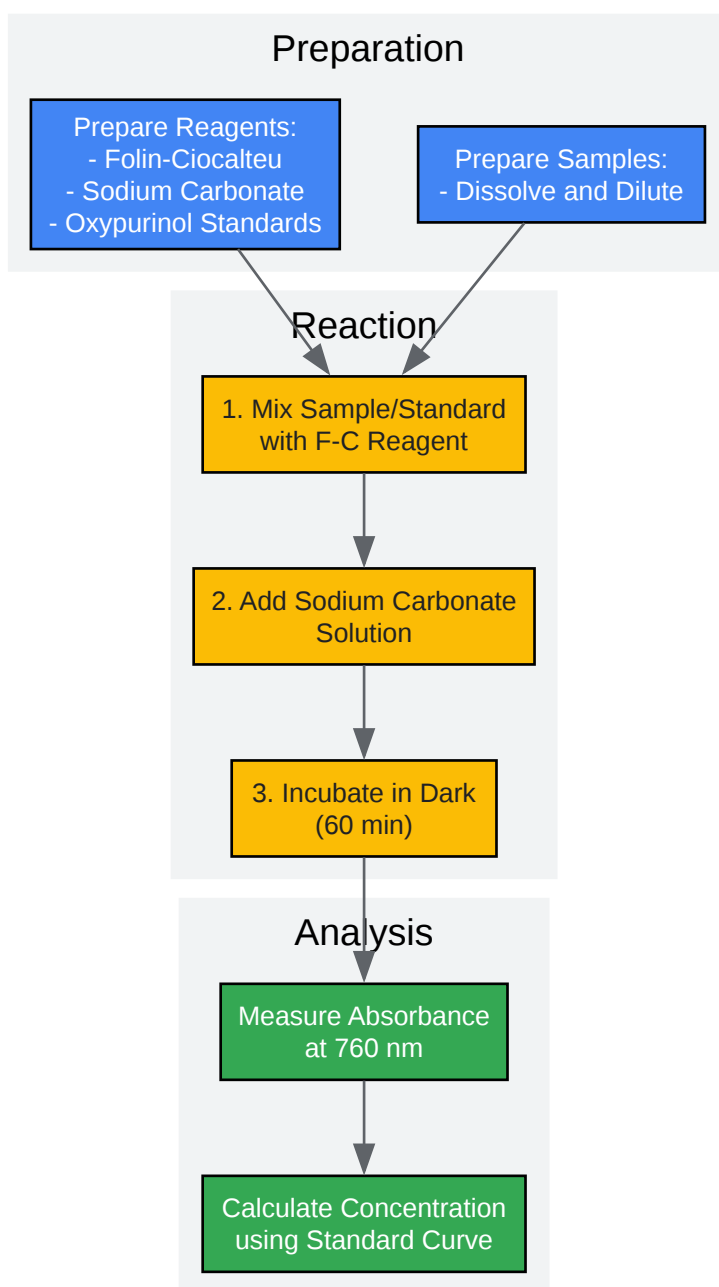 Preparation
Prepare Reagents:
- Folin-Ciocalteu
- Sodium Carbonate
- Oxypurinol Standards
Prepare Samples:
- Dissolve and Dilute
Reaction
1. Mix Sample/Standard
with F-C Reagent
2. Add Sodium Carbonate
Solution
3. Incubate in Dark
(60 min)
Analysis
Measure Absorbance
at 760 nm
Calculate Concentration
using Standard Curve